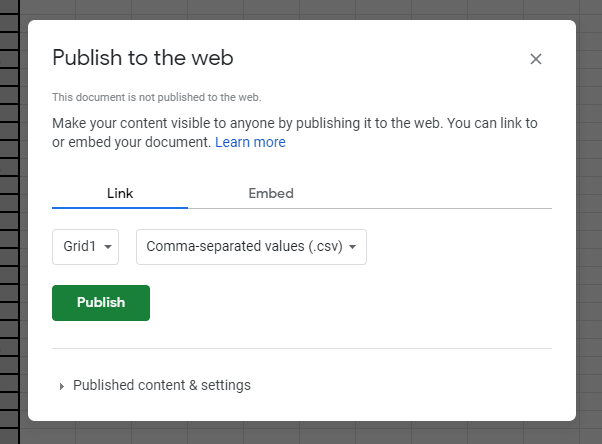 Publish to the web
This document is not published to the web.
Make your content visible to anyone by publishing it to the web. You can link to
or embed your document. Learn more
Link Embed
Grid1 Comma-separated values (.csv)
Publish
Published content & settings